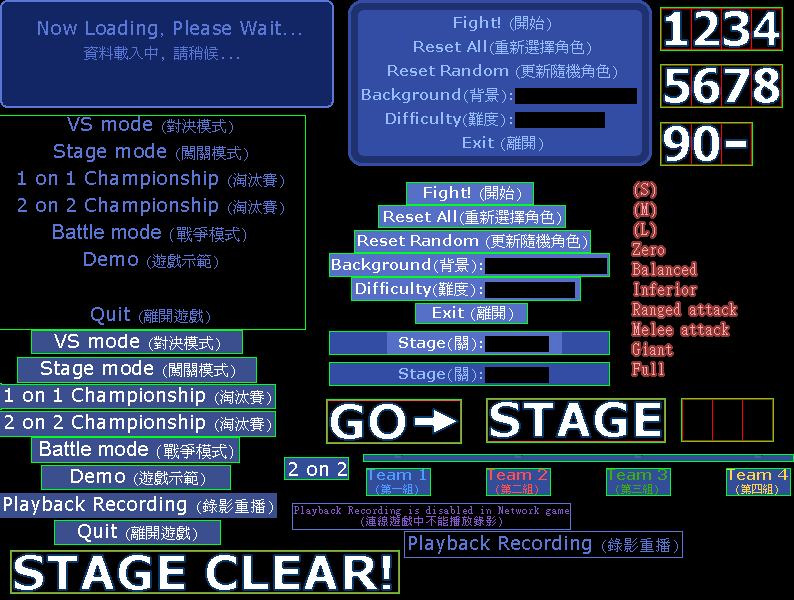 Now Loading, Please Wait...
資料載入中, 請稍候...
VS mode (對決模式)
Stage mode (闖關模式)
1 on 1 Championship (淘汰賽)
2 on 2 Championship (淘汰賽)
Battle mode (戰爭模式)
Demo (遊戲示範)
Quit (離開遊戲)
VS mode (對決模式)
Stage mode (闖關模式)
1 on 1 Championship (淘汰賽)
2 on 2 Championship (淘汰賽)
Battle mode (戰爭模式)
Demo (遊戲示範)
Playback Recording (錄影重播)
Quit (離開遊戲)
STAGE CLEAR!
Fight! (開始)
Reset All(重新選擇角色)
Reset Random (更新隨機角色)
Background(背景):
Difficulty(難度):
Exit (離開)
Fight! (開始)
Reset All(重新選擇角色)
Reset Random (更新隨機角色)
Background(背景):
Difficulty(難度):
Exit (離開)
Stage(關):
Stage(關):
1234
5678
90-
(S)
(M)
(L)
Zero
Balanced
Inferior
Ranged attack
Melee attack
Giant
Full
GO→
STAGE
2 on 2
Team 1
(第一組)
Team 2
(第二組)
Team 3
(第三組)
Team 4
(第四組)
Playback Recording is disabled in Network game
(連線遊戲中不能播放錄影)
Playback Recording (錄影重播)